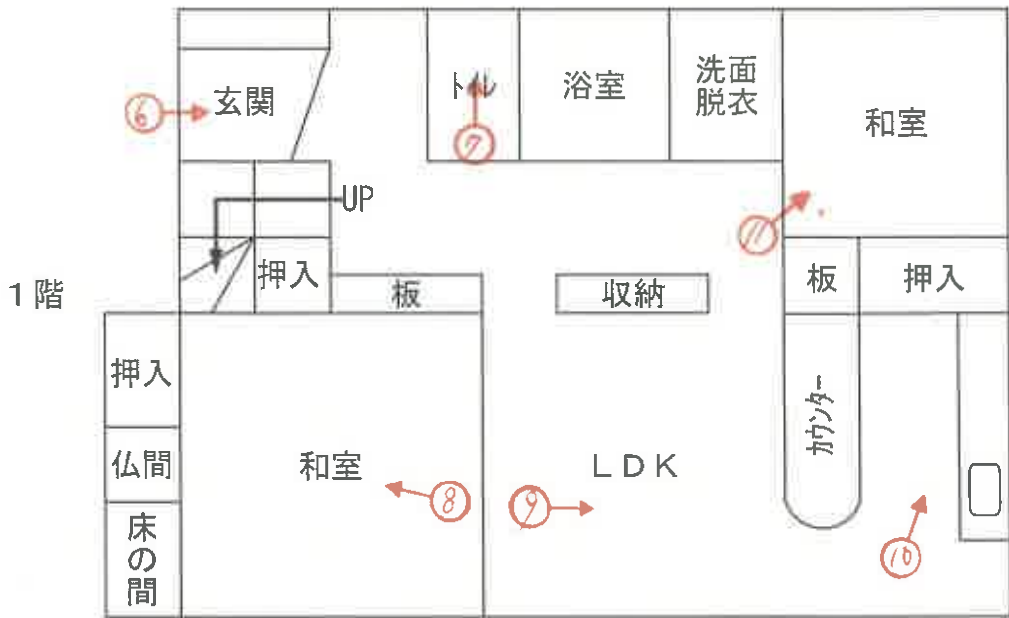 玄関
トイレ
浴室
洗面
脱衣
和室
⑥
⑦
UP
⑪
1階
押入
板
収納
板
押入
押入
カウンター
仏間
和室
LDK
⑧
⑨
⑩
床の間